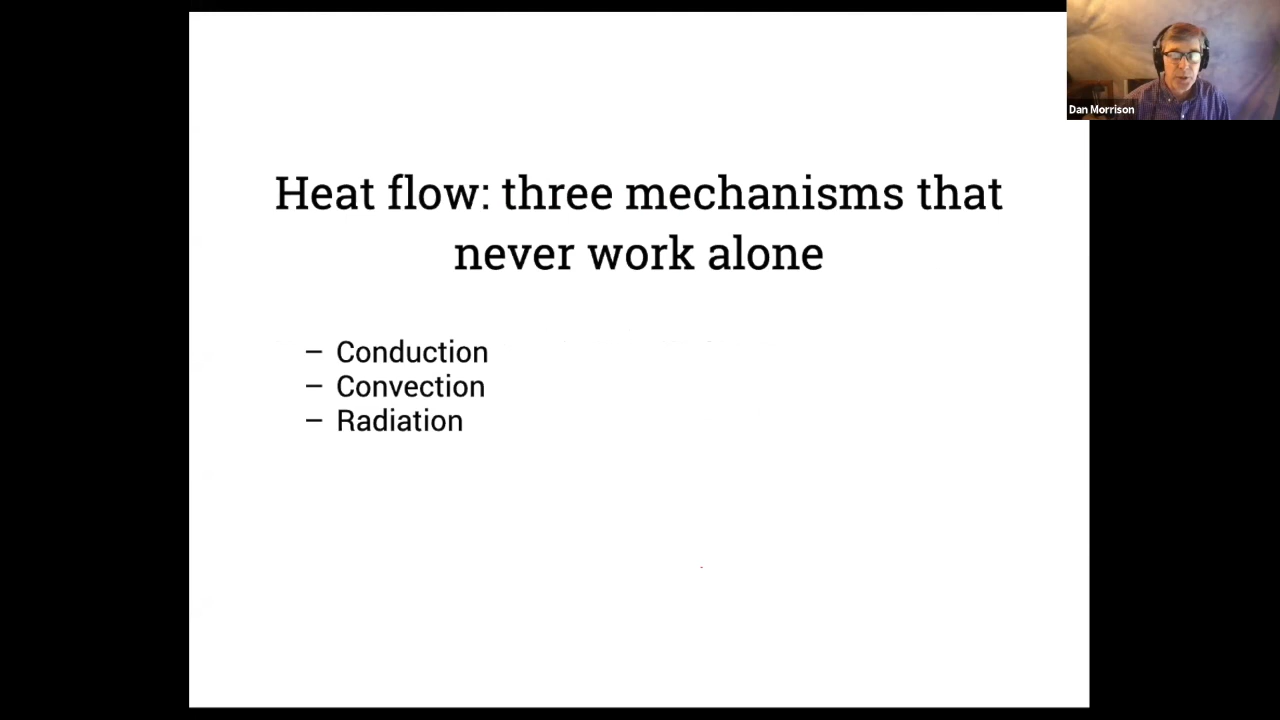 Dan Morrison
Heat flow: three mechanisms that
never work alone
– Conduction
– Convection
– Radiation